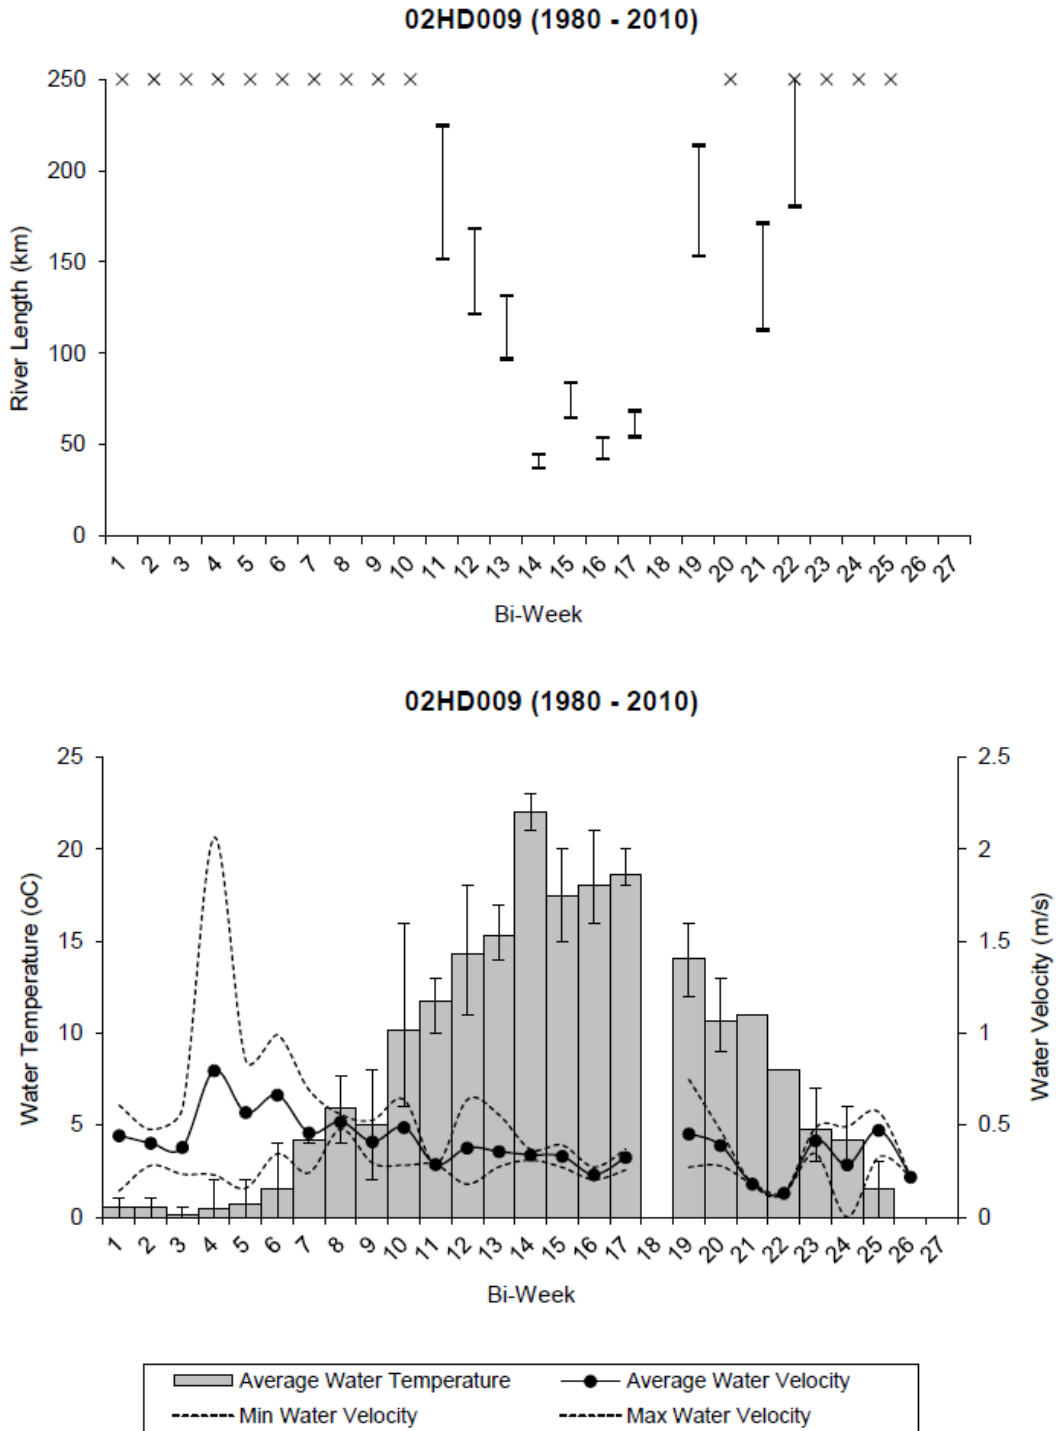 02HD009 (1980 - 2010)
250
200
150
100
50
0
River Length (km)
1 2 3 4 5 6 7 8 9 10 11 12 13 14 15 16 17 18 19 20 21 22 23 24 25 26 27
Bi-Week
02HD009 (1980 - 2010)
25 2.5
20 2
15 1.5
10 1
5 0.5
0 0
Water Temperature (oC)
Water Velocity (m/s)
1 2 3 4 5 6 7 8 9 10 11 12 13 14 15 16 17 18 19 20 21 22 23 24 25 26 27
Bi-Week
Average Water Temperature Average Water Velocity
Min Water Velocity Max Water Velocity